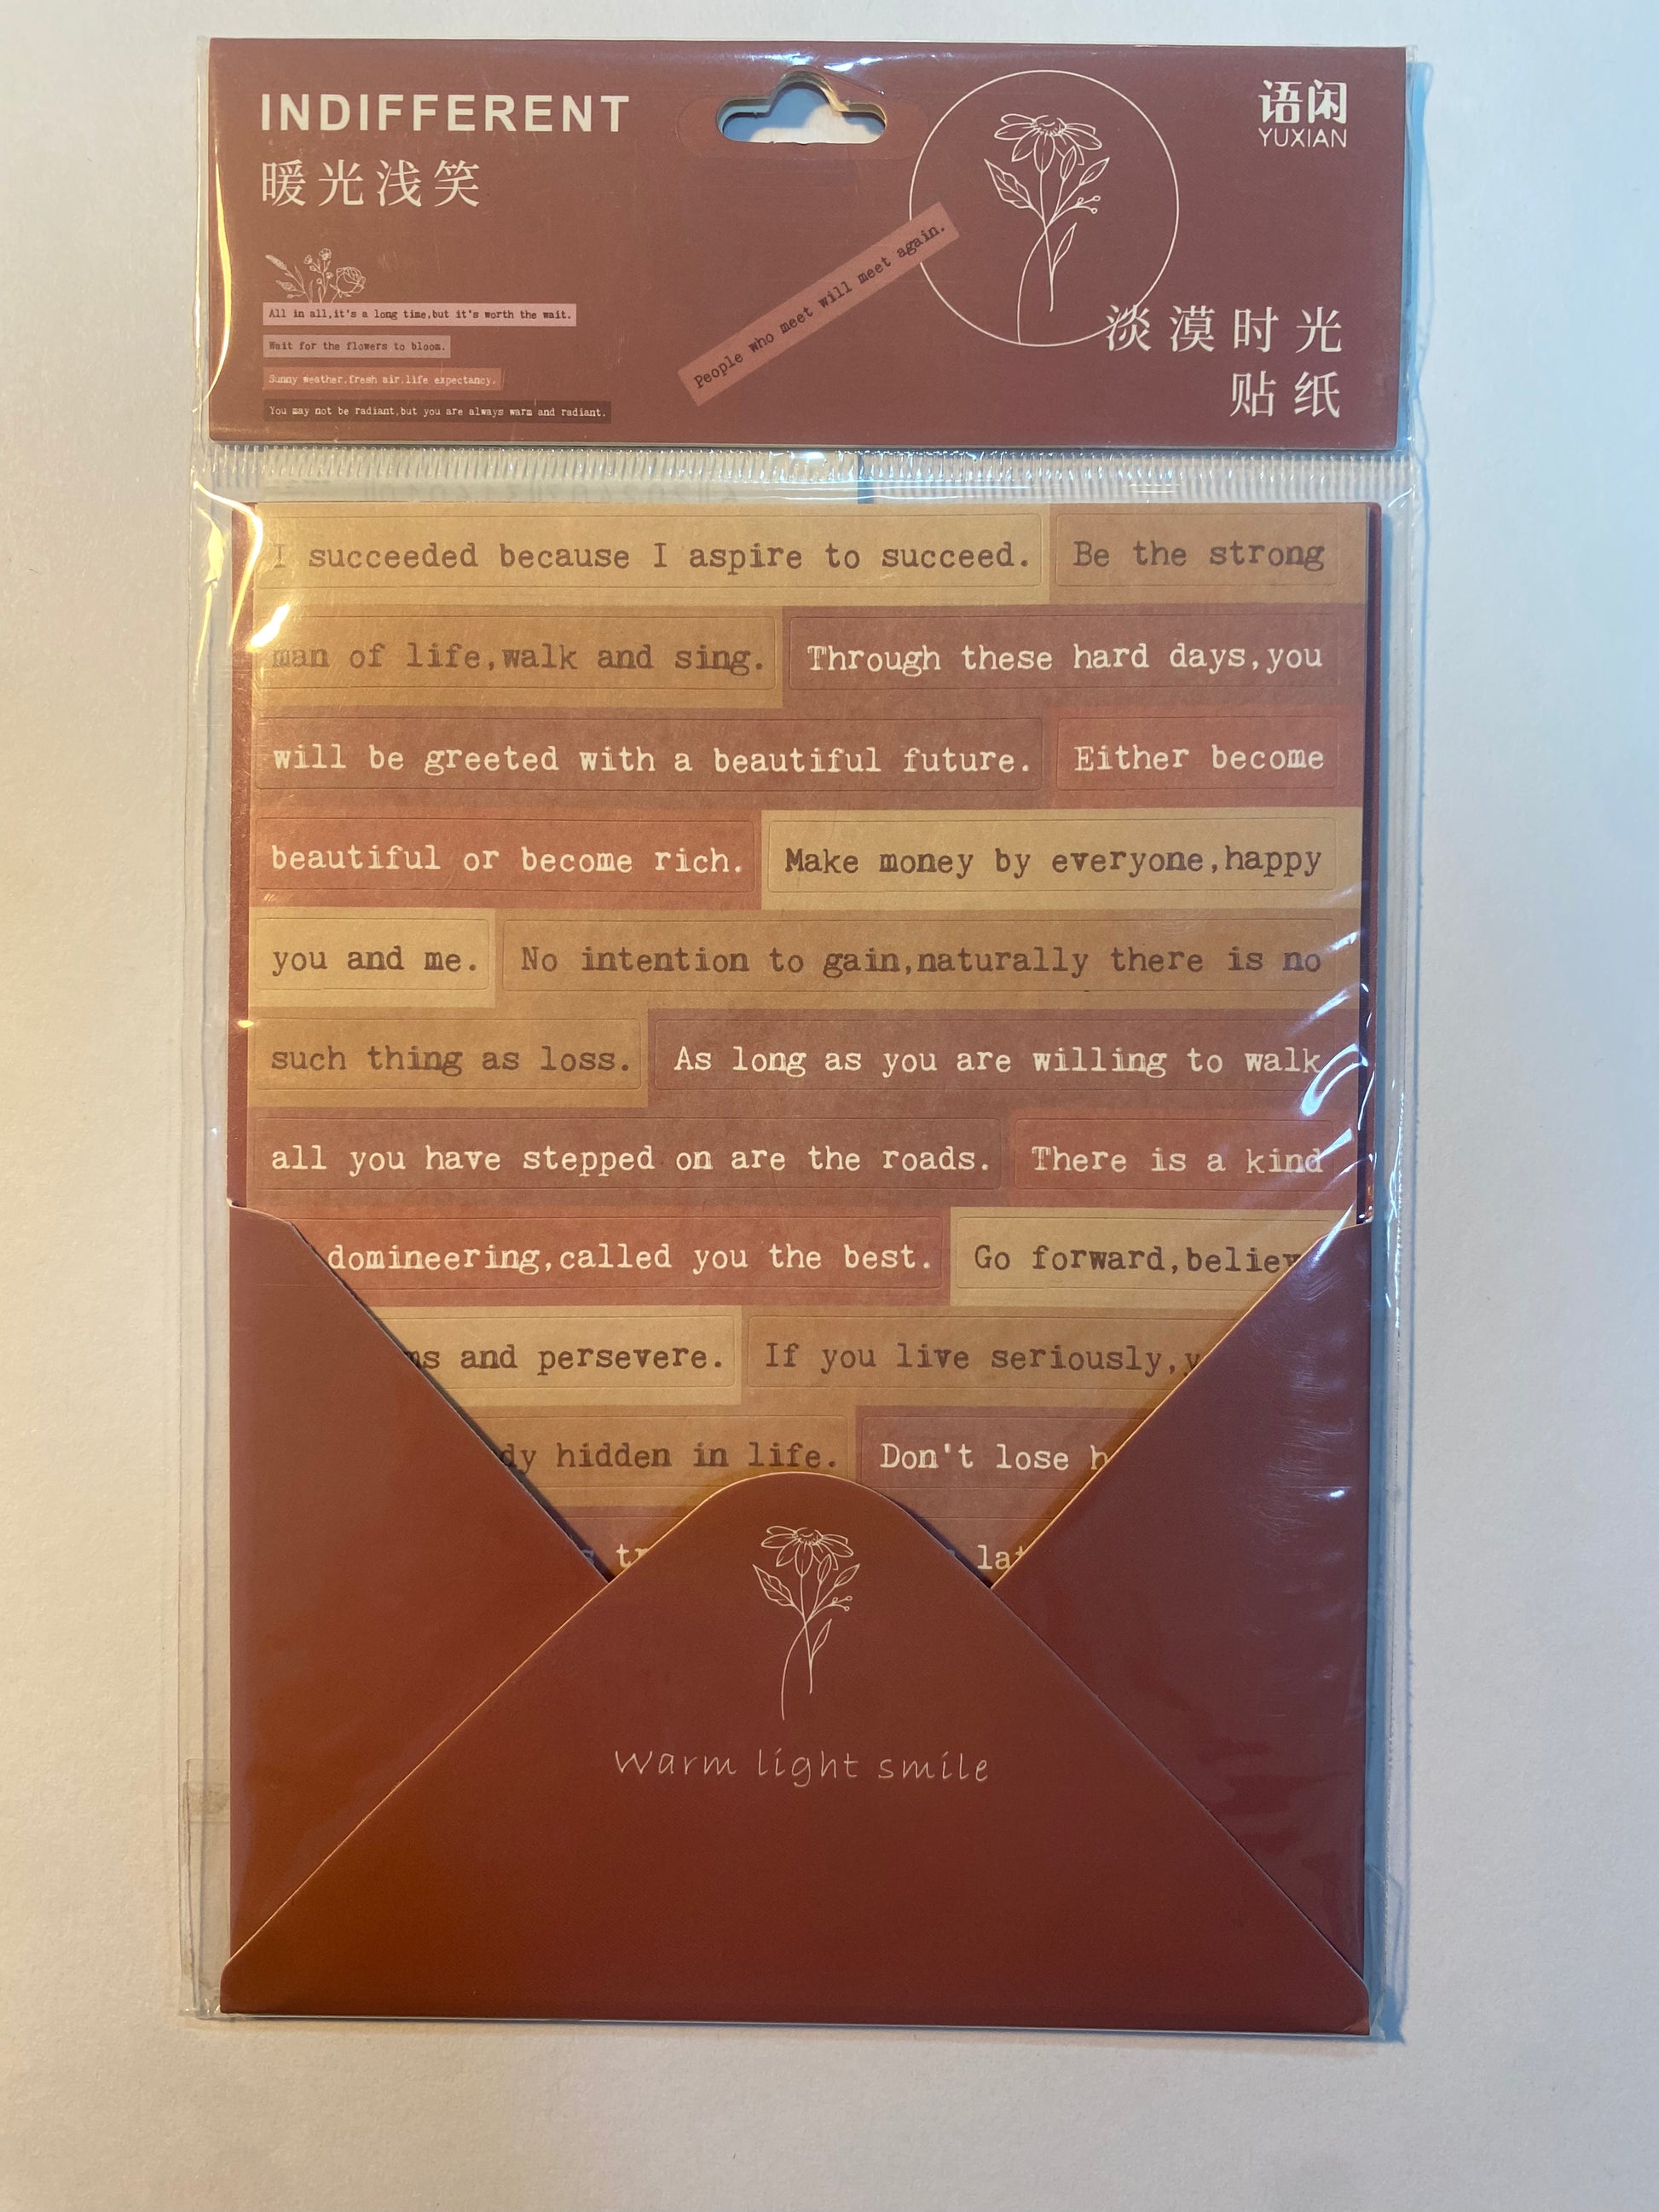 INDIFFERENT
暖光浅笑
语闲
YUXIAN
All in all,it's a long time,but it's worth the wait.
Wait for the flowers to bloom.
Sunny weather,fresh air,life expectancy.
You may not be radiant,but you are always warm and radiant.
People who meet will meet again.
淡漠时光
贴纸
I succeeded because I aspire to succeed. Be the strong
man of life,walk and sing. Through these hard days,you
will be greeted with a beautiful future. Either become
beautiful or become rich. Make money by everyone,happy
you and me. No intention to gain,naturally there is no
such thing as loss. As long as you are willing to walk
all you have stepped on are the roads. There is a kind
domineering,called you the best. Go forward,
and persevere. If you live seriously,
hidden in life. Don't lose
Warm light smile